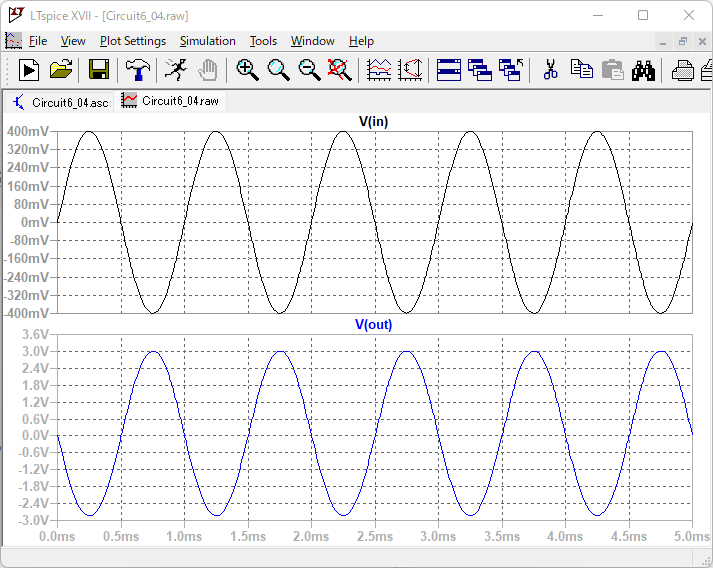 LTspice XVII - [Circuit6_04.raw]
File View Plot Settings Simulation Tools Window Help
Circuit6_04.asc Circuit6_04.raw
V(in)
400mV
320mV
240mV
160mV
80mV
0mV
-80mV
-160mV
-240mV
-320mV
-400mV
V(out)
3.6V
3.0V
2.4V
1.8V
1.2V
0.6V
0.0V
-0.6V
-1.2V
-1.8V
-2.4V
-3.0V
0.0ms 0.5ms 1.0ms 1.5ms 2.0ms 2.5ms 3.0ms 3.5ms 4.0ms 4.5ms 5.0ms